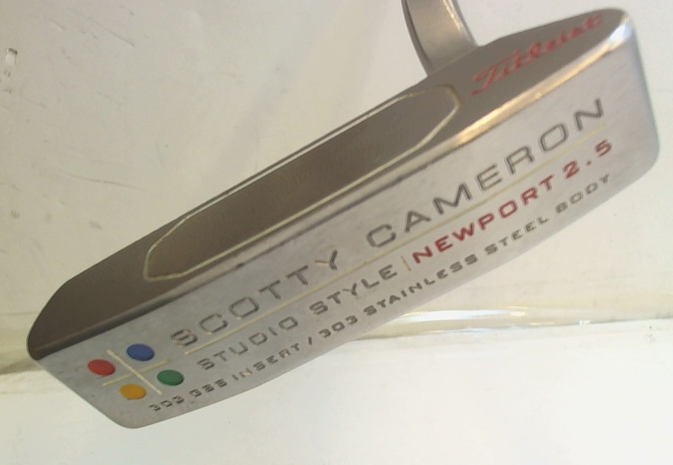 Titleist
SCOTTY CAMERON
STUDIO STYLE | NEWPORT 2.5
303 GSS INSERT / 303 STAINLESS STEEL BODY